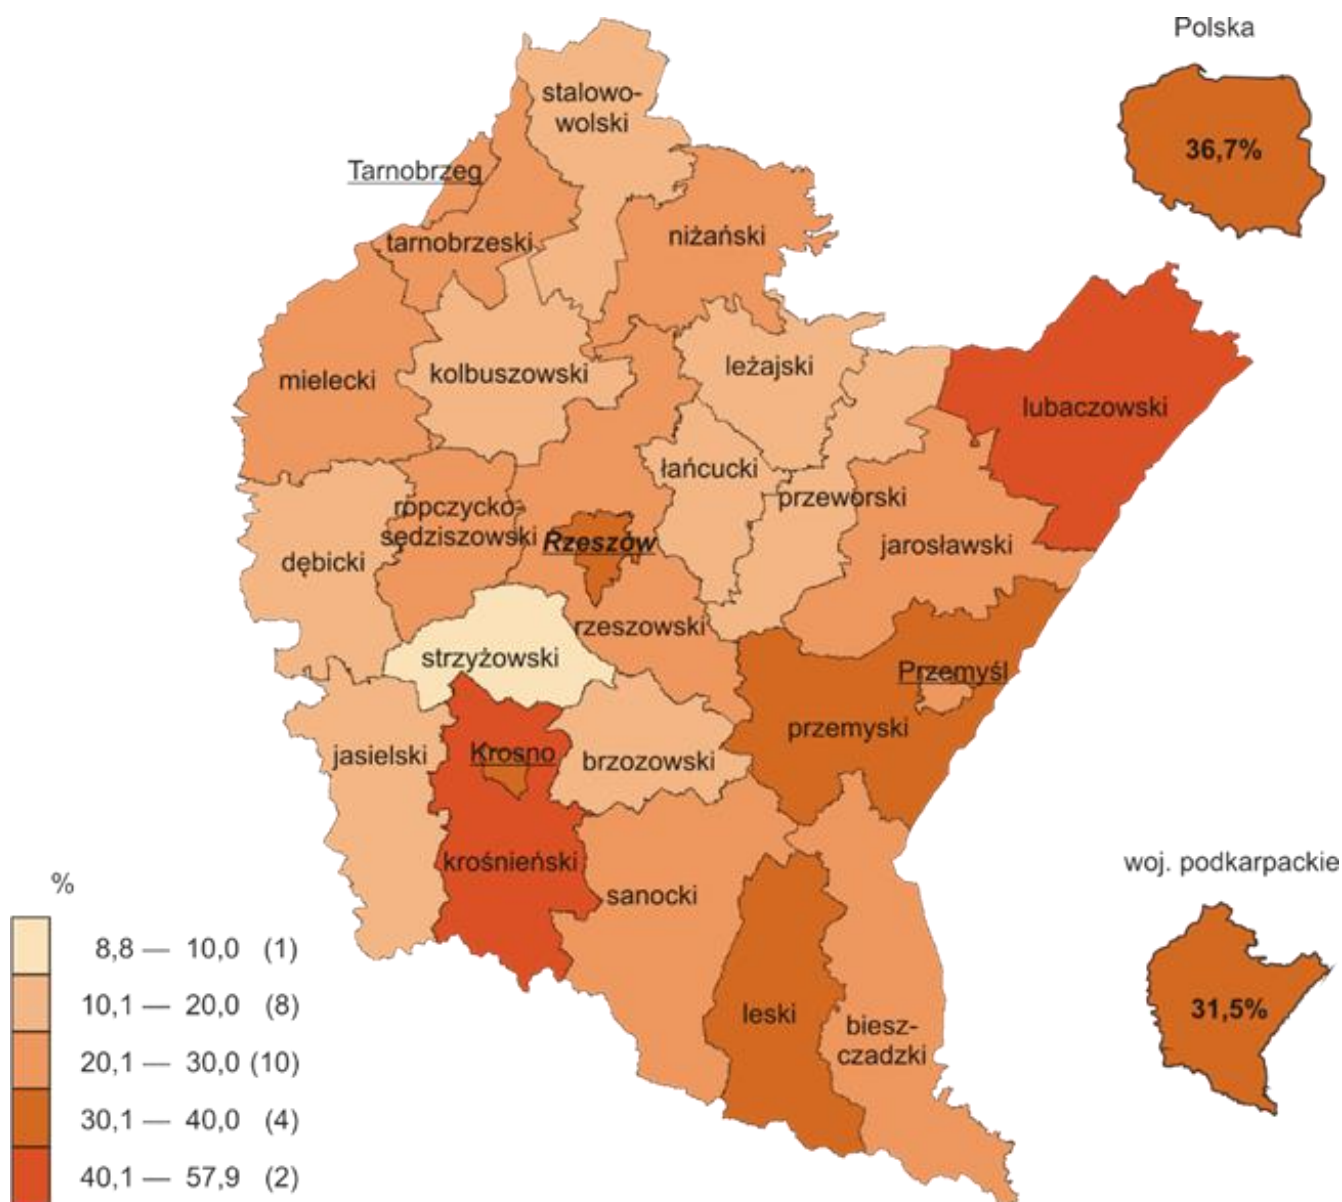 Polska
36,7%
stalowo-
wolski
Tarnobrzeg
tarnobrzeski
niżański
mielecki
kolbuszowski
leżajski
lubaczowski
łańcucki
przeworski
ropczycko-
sędziszowski
Rzeszów
dębicki
jarosławski
rzeszowski
strzyżowski
Przemyśl
przemyski
jasielski
Krosno
brzozowski
krośnieński
sanocki
leski
biesz-
czadzki
woj. podkarpackie
31,5%
%
8,8 — 10,0 (1)
10,1 — 20,0 (8)
20,1 — 30,0 (10)
30,1 — 40,0 (4)
40,1 — 57,9 (2)